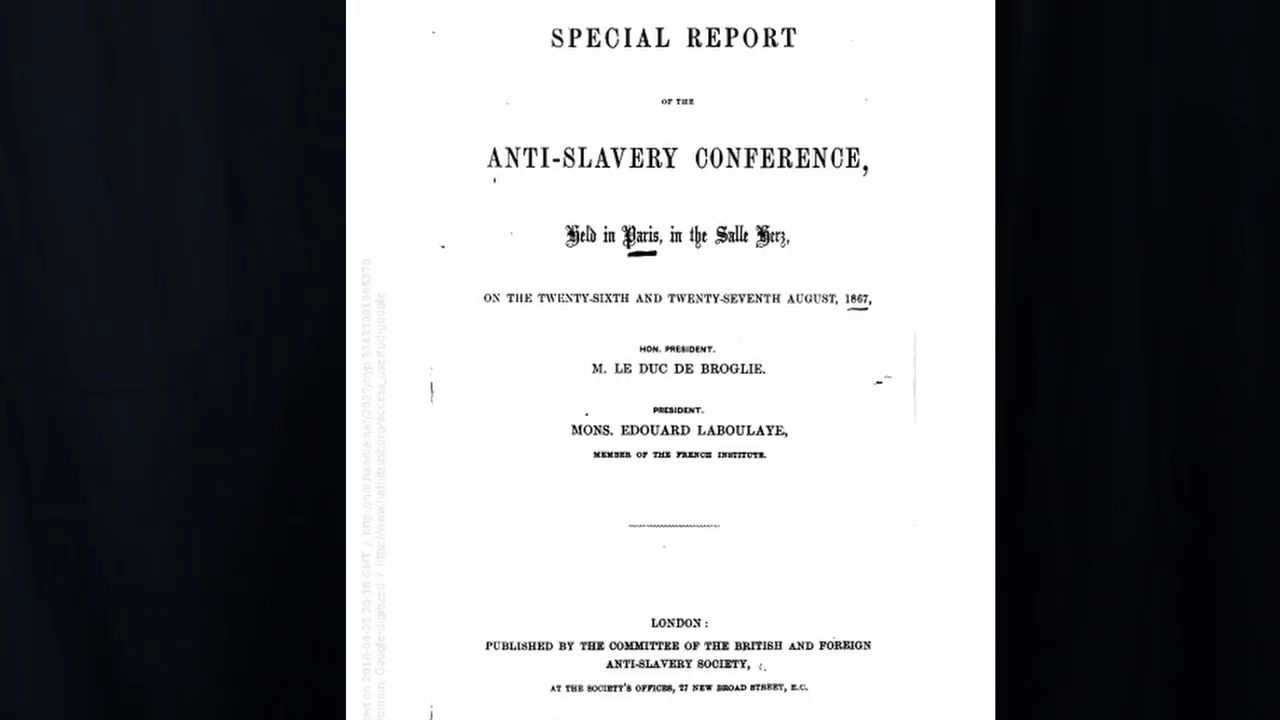 SPECIAL REPORT
OF THE
ANTI-SLAVERY CONFERENCE,
Held in Paris, in the Salle Herz,
ON THE TWENTY-SIXTH AND TWENTY-SEVENTH AUGUST, 1867,
HON. PRESIDENT.
M. LE DUC DE BROGLIE.
PRESIDENT.
MONS. EDOUARD LABOULAYE,
MEMBER OF THE FRENCH INSTITUTE.
LONDON:
PUBLISHED BY THE COMMITTEE OF THE BRITISH AND FOREIGN
ANTI-SLAVERY SOCIETY,
AT THE SOCIETY'S OFFICES, 27 NEW BROAD STREET, E.C.